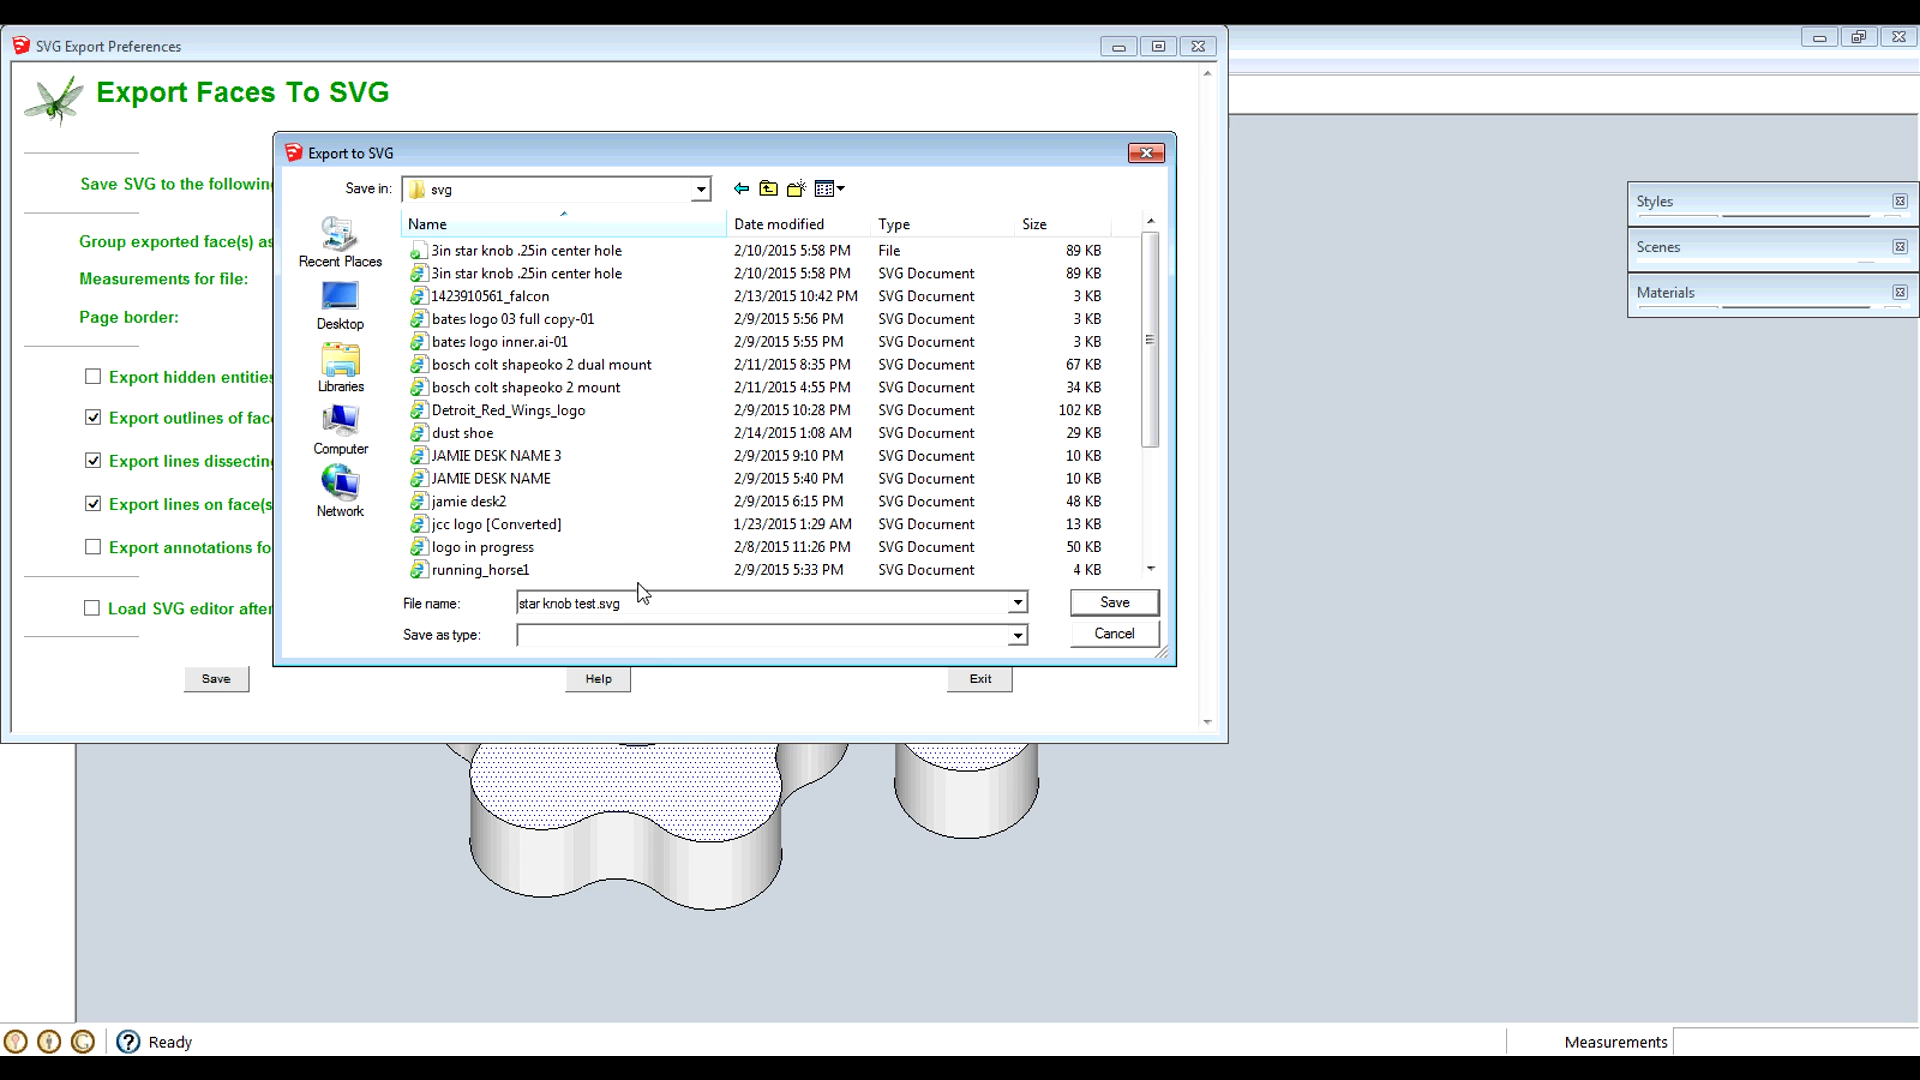 SVG Export Preferences
Export Faces To SVG
Export to SVG
Save in: svg
Save SVG to the following
Group exported face(s) as
Measurements for file:
Page border:
Export hidden entities
Export outlines of fac
Export lines dissecting
Export lines on face(s
Export annotations fo
Load SVG editor after
Recent Places
Desktop
Libraries
Computer
Network
Name Date modified Type Size
3in star knob .25in center hole 2/10/2015 5:58 PM File 89 KB
3in star knob .25in center hole 2/10/2015 5:58 PM SVG Document 89 KB
1423910561_falcon 2/13/2015 10:42 PM SVG Document 3 KB
bates logo 03 full copy-01 2/9/2015 5:56 PM SVG Document 3 KB
bates logo inner.ai-01 2/9/2015 5:55 PM SVG Document 3 KB
bosch colt shapeoko 2 dual mount 2/11/2015 8:35 PM SVG Document 67 KB
bosch colt shapeoko 2 mount 2/11/2015 4:55 PM SVG Document 34 KB
Detroit_Red_Wings_logo 2/9/2015 10:28 PM SVG Document 102 KB
dust shoe 2/14/2015 1:08 AM SVG Document 29 KB
JAMIE DESK NAME 3 2/9/2015 9:10 PM SVG Document 10 KB
JAMIE DESK NAME 2/9/2015 5:40 PM SVG Document 10 KB
jamie desk2 2/9/2015 6:15 PM SVG Document 48 KB
jcc logo [Converted] 1/23/2015 1:29 AM SVG Document 13 KB
logo in progress 2/8/2015 11:26 PM SVG Document 50 KB
running_horse1 2/9/2015 5:33 PM SVG Document 4 KB
File name: star knob test.svg Save
Save as type: Cancel
Save Help Exit
Styles
Scenes
Materials
Ready
Measurements